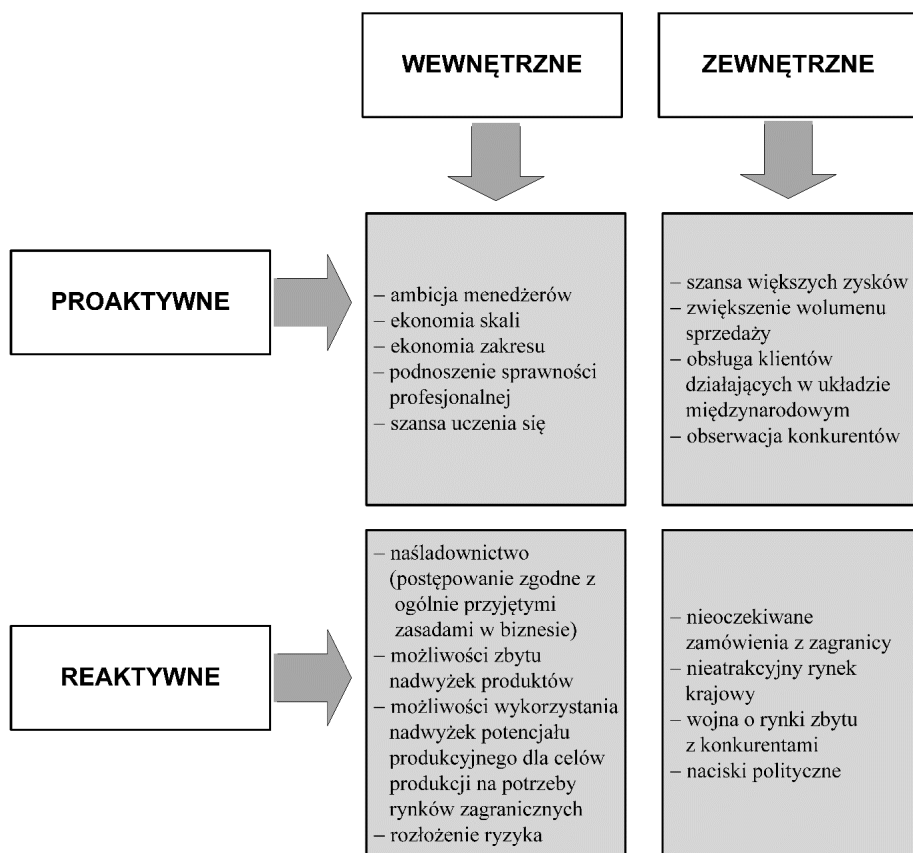 WEWNĘTRZNE
ZEWNĘTRZNE
PROAKTYWNE
– ambicja menedżerów
– ekonomia skali
– ekonomia zakresu
– podnoszenie sprawności
profesjonalnej
– szansa uczenia się
– szansa większych zysków
– zwiększenie wolumenu
sprzedaży
– obsługa klientów
działających w układzie
międzynarodowym
– obserwacja konkurentów
REAKTYWNE
– naśladownictwo
(postępowanie zgodne z
ogólnie przyjętymi
zasadami w biznesie)
– możliwości zbytu
nadwyżek produktów
– możliwości wykorzystania
nadwyżek potencjału
produkcyjnego dla celów
produkcji na potrzeby
rynków zagranicznych
– rozłożenie ryzyka
– nieoczekiwane
zamówienia z zagranicy
– nieatrakcyjny rynek
krajowy
– wojna o rynki zbytu
z konkurentami
– naciski polityczne